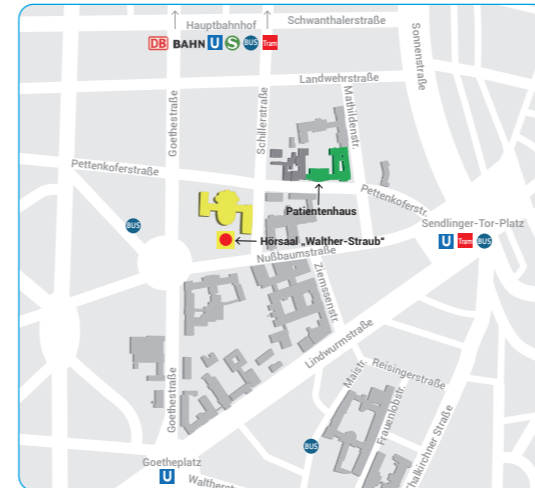 Hauptbahnhof
DB BAHN U S BUS Tram
Schwanthalerstraße
Sonnenstraße
Landwehrstraße
Goethestraße
Schillerstraße
Mathildenstr.
Pettenkoferstraße
Pettenkoferstr.
Patientenhaus
BUS
Sendlinger-Tor-Platz
U Tram BUS
Hörsaal „Walther-Straub“
Nußbaumstraße
Ziemssenstr.
Lindwurmstraße
Goethestraße
Maistr.
Reisingerstraße
Frauenlobstr.
Thalkirchner Straße
BUS
Goetheplatz
U